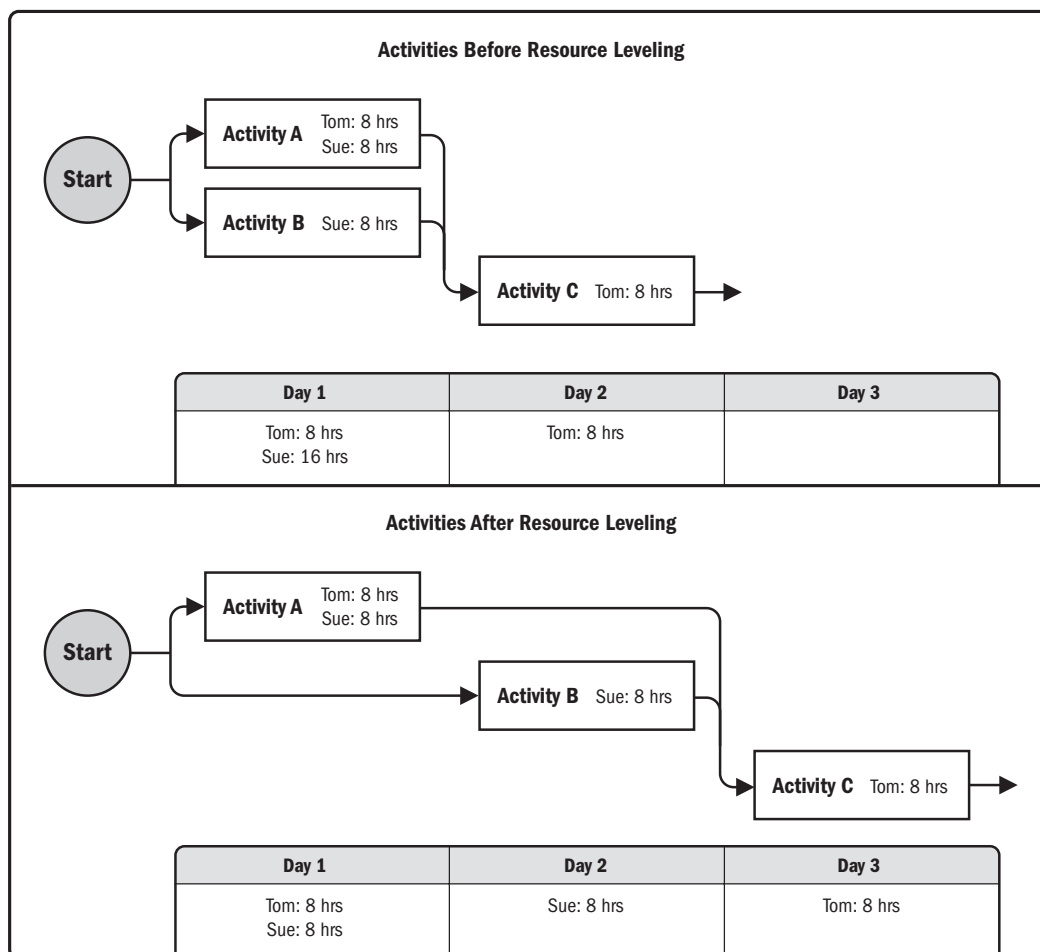 Activities Before Resource Leveling
Start
Activity A
Tom: 8 hrs
Sue: 8 hrs
Activity B Sue: 8 hrs
Activity C Tom: 8 hrs
Day 1 Day 2 Day 3
Tom: 8 hrs Tom: 8 hrs
Sue: 16 hrs
Activities After Resource Leveling
Start
Activity A
Tom: 8 hrs
Sue: 8 hrs
Activity B Sue: 8 hrs
Activity C Tom: 8 hrs
Day 1 Day 2 Day 3
Tom: 8 hrs Sue: 8 hrs Tom: 8 hrs
Sue: 8 hrs